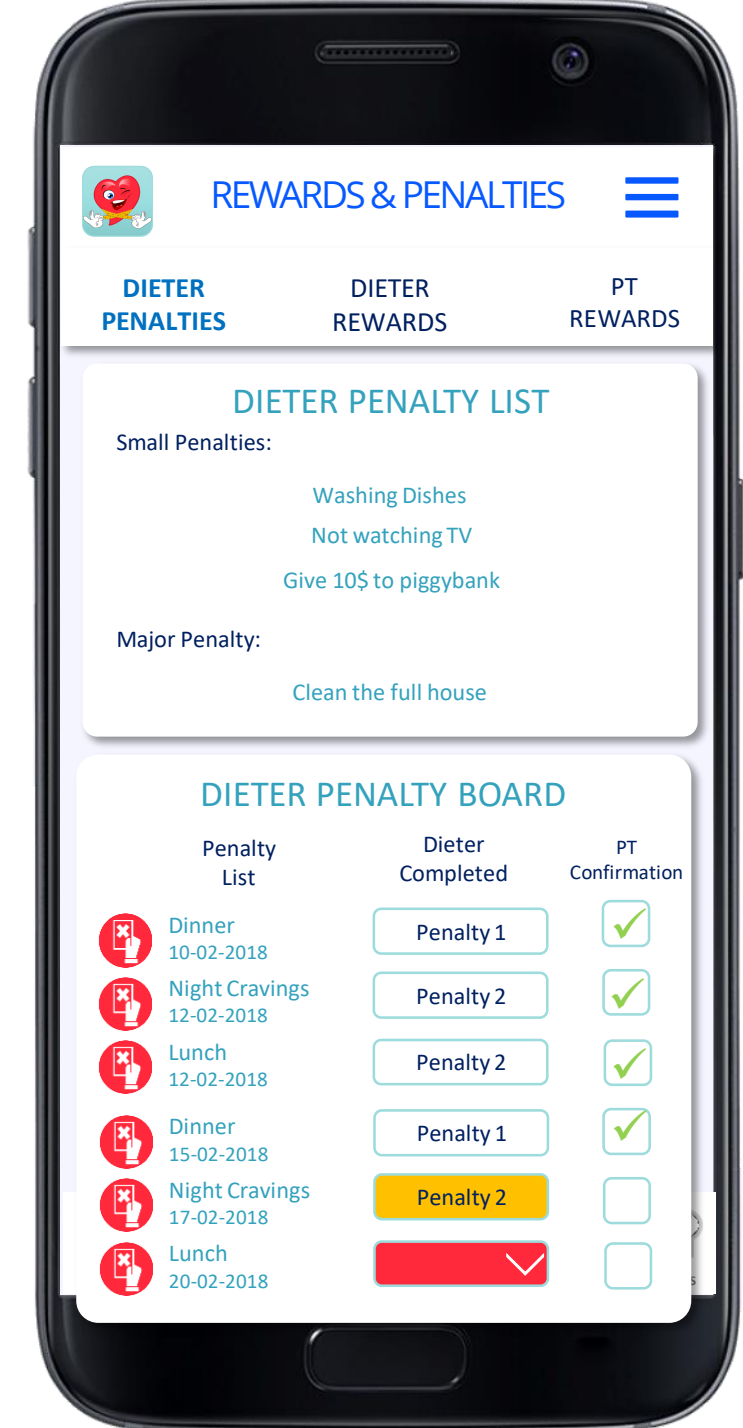 REWARDS & PENALTIES
DIETER
PENALTIES
DIETER
REWARDS
PT
REWARDS
DIETER PENALTY LIST
Small Penalties:
Washing Dishes
Not watching TV
Give 10$ to piggybank
Major Penalty:
Clean the full house
DIETER PENALTY BOARD
Penalty
List
Dieter
Completed
PT
Confirmation
Dinner
10-02-2018
Penalty 1
Night Cravings
12-02-2018
Penalty 2
Lunch
12-02-2018
Penalty 2
Dinner
15-02-2018
Penalty 1
Night Cravings
17-02-2018
Penalty 2
Lunch
20-02-2018
s